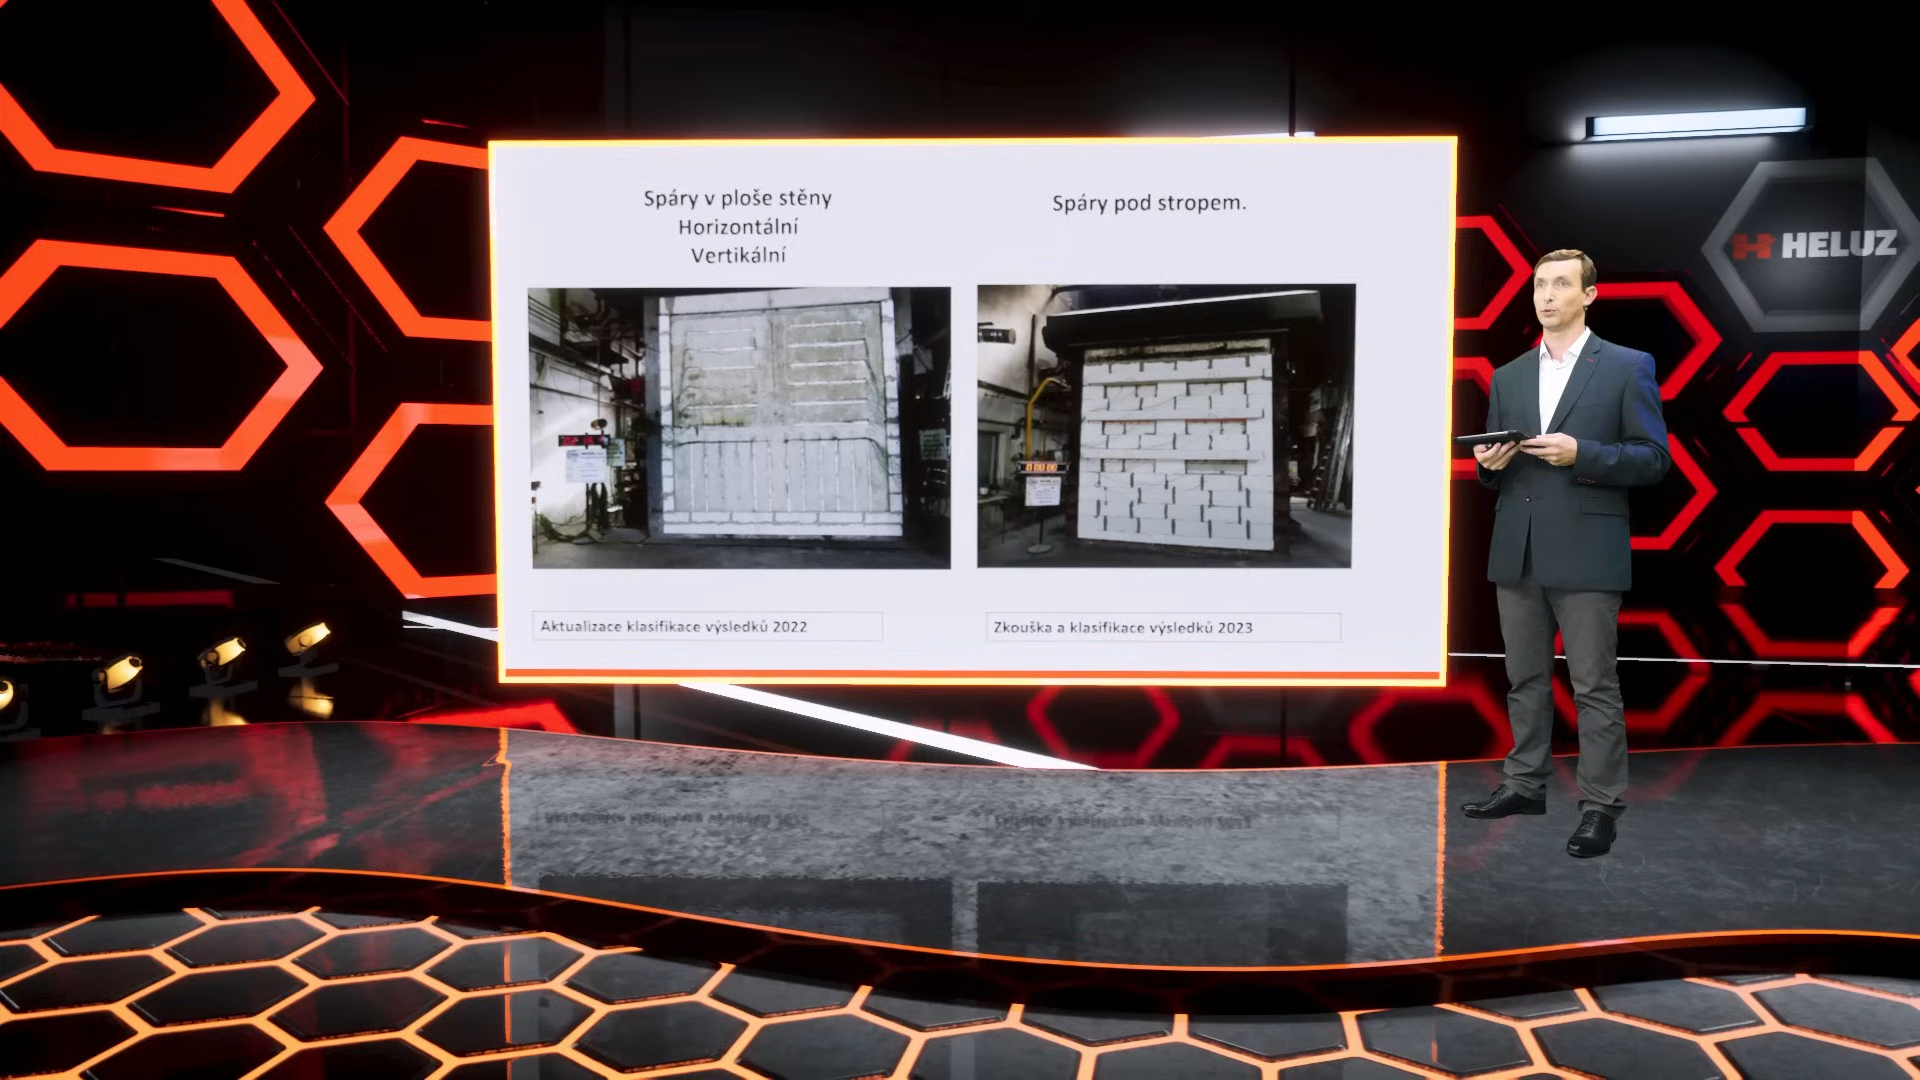 Spáry v ploše stěny
Horizontální
Vertikální
Spáry pod stropem.
Aktualizace klasifikace výsledků 2022
Zkouška a klasifikace výsledků 2023
HELUZ